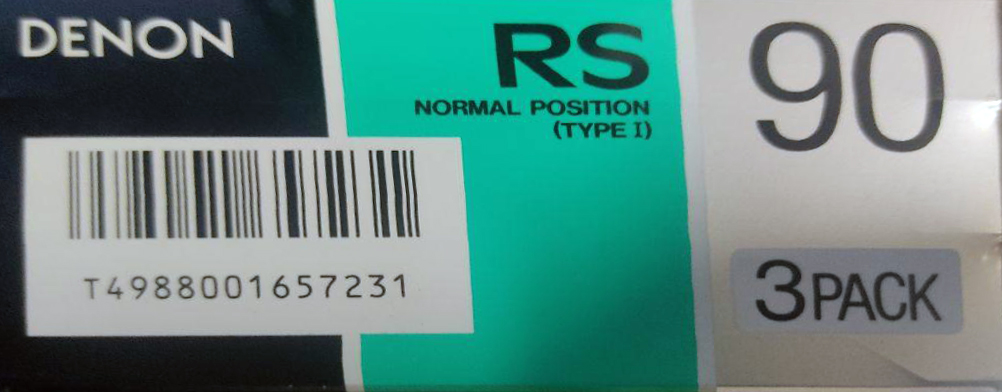 DENON
RS
NORMAL POSITION
(TYPE I)
90
3PACK
T4988001657231